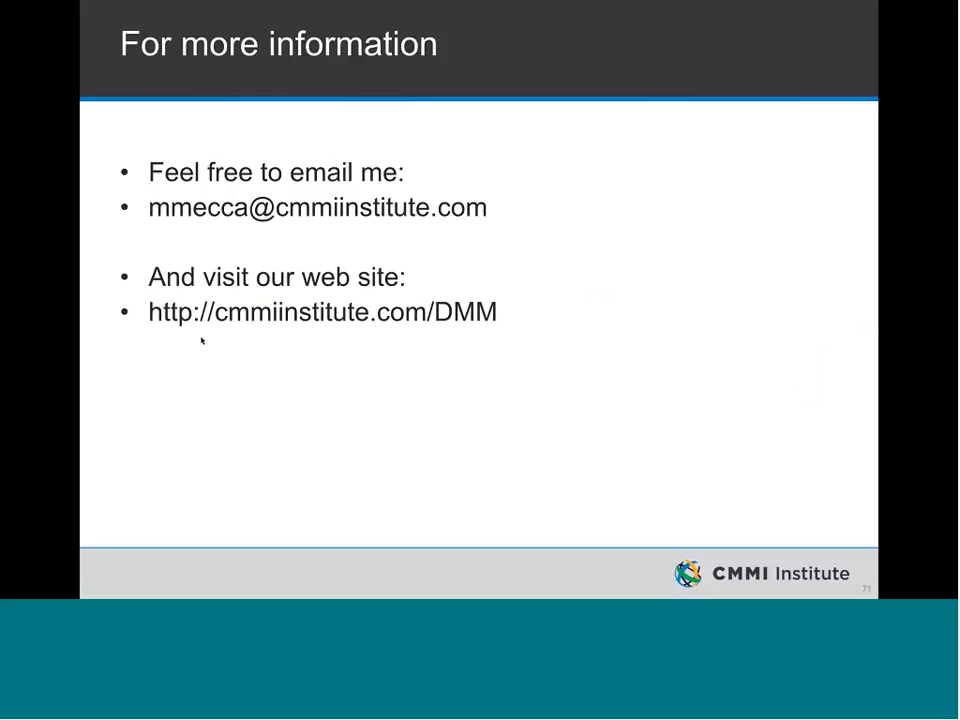 For more information
• Feel free to email me:
• mmecca@cmmiinstitute.com
• And visit our web site:
• http://cmmiinstitute.com/DMM
CMMI Institute
71